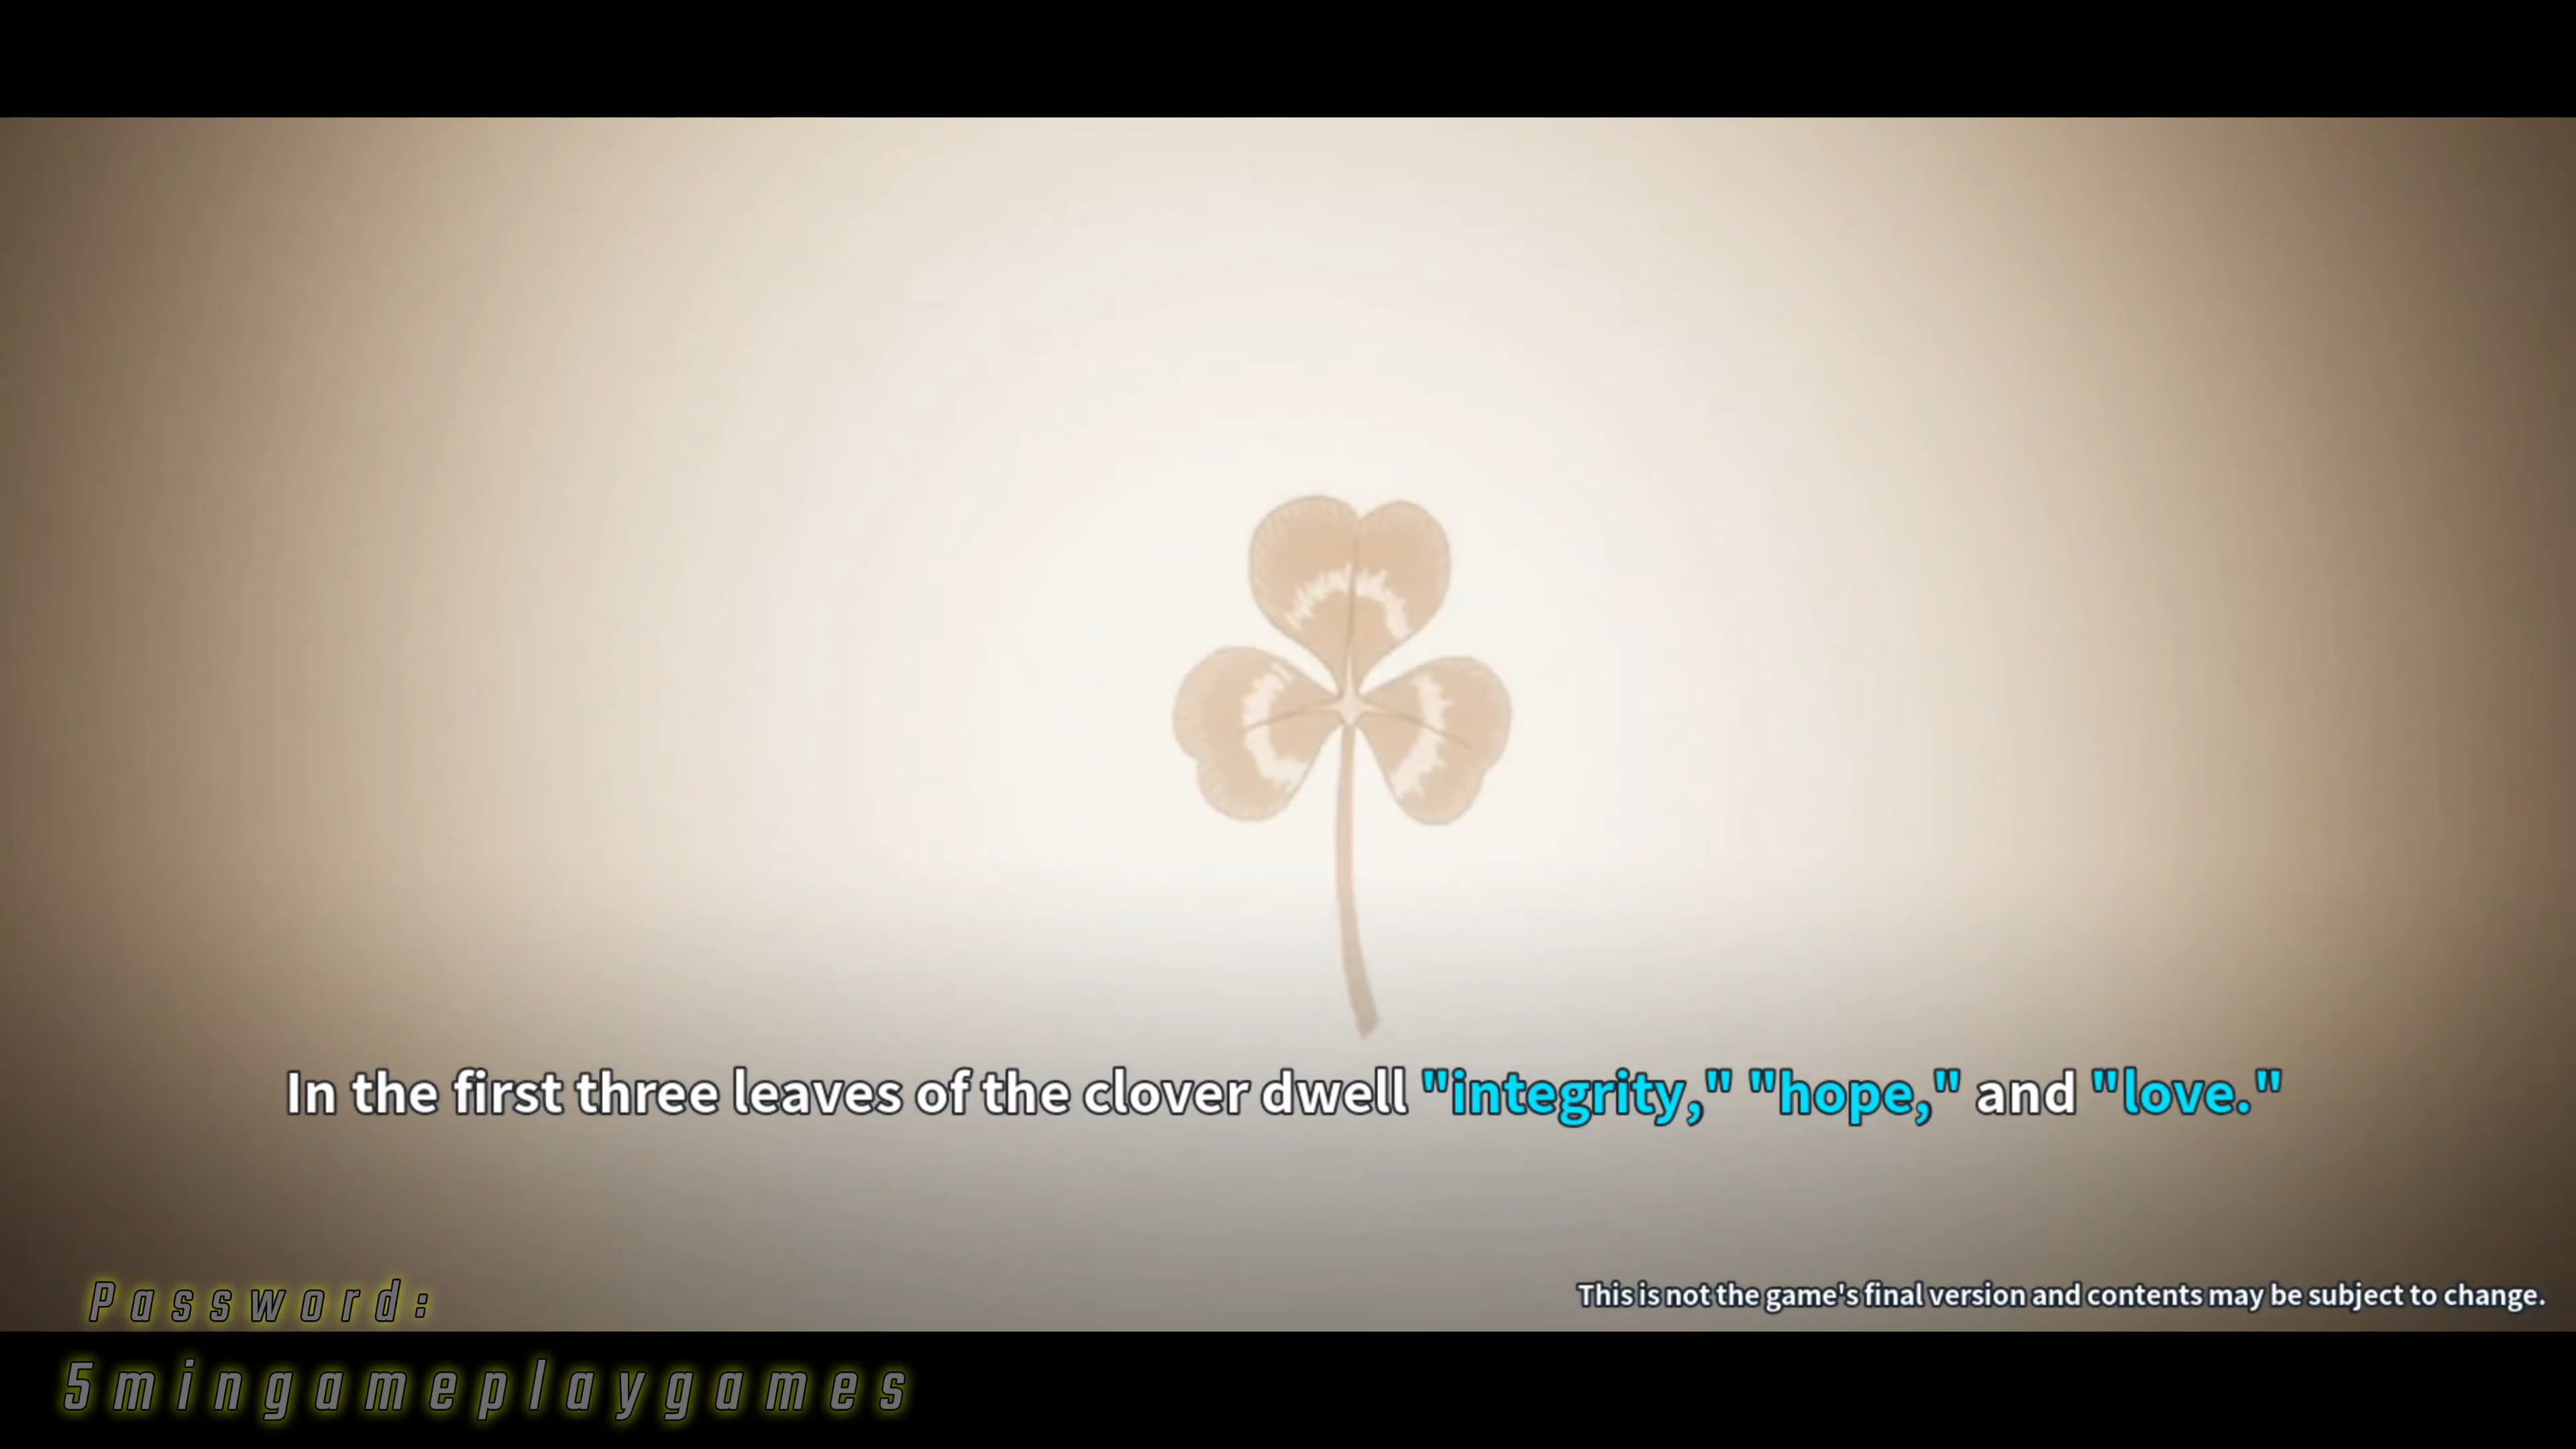 In the first three leaves of the clover dwell "integrity," "hope," and "love."
This is not the game's final version and contents may be subject to change.
Password:
5mingameplaygames